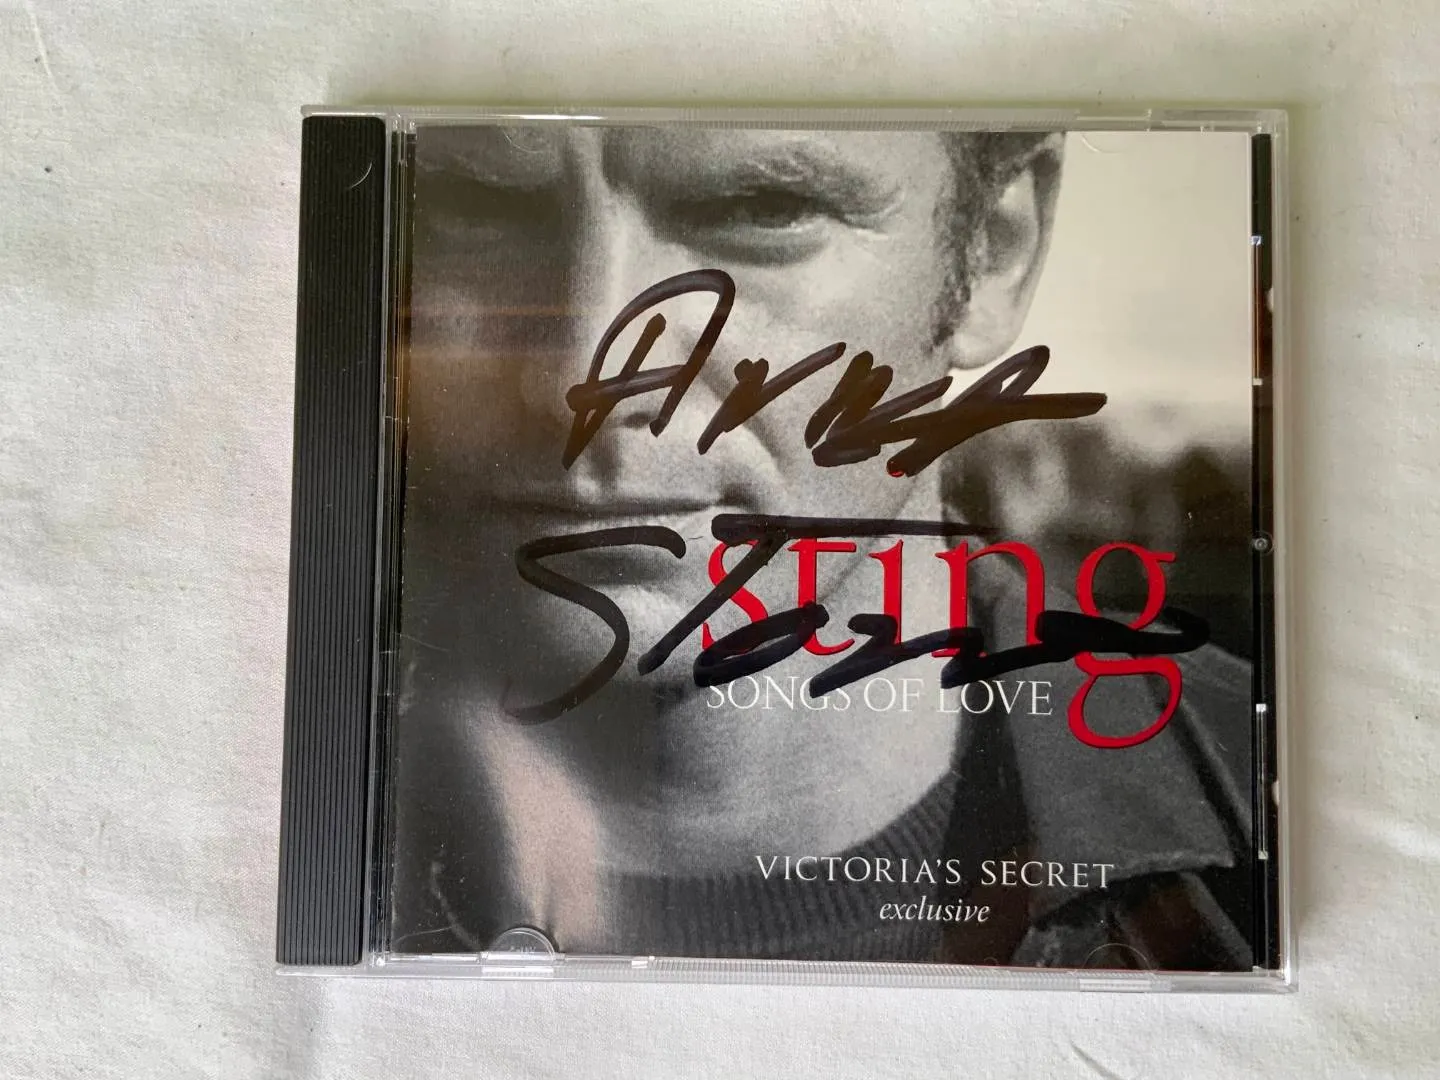 sting
SONGS OF LOVE
VICTORIA'S SECRET
exclusive